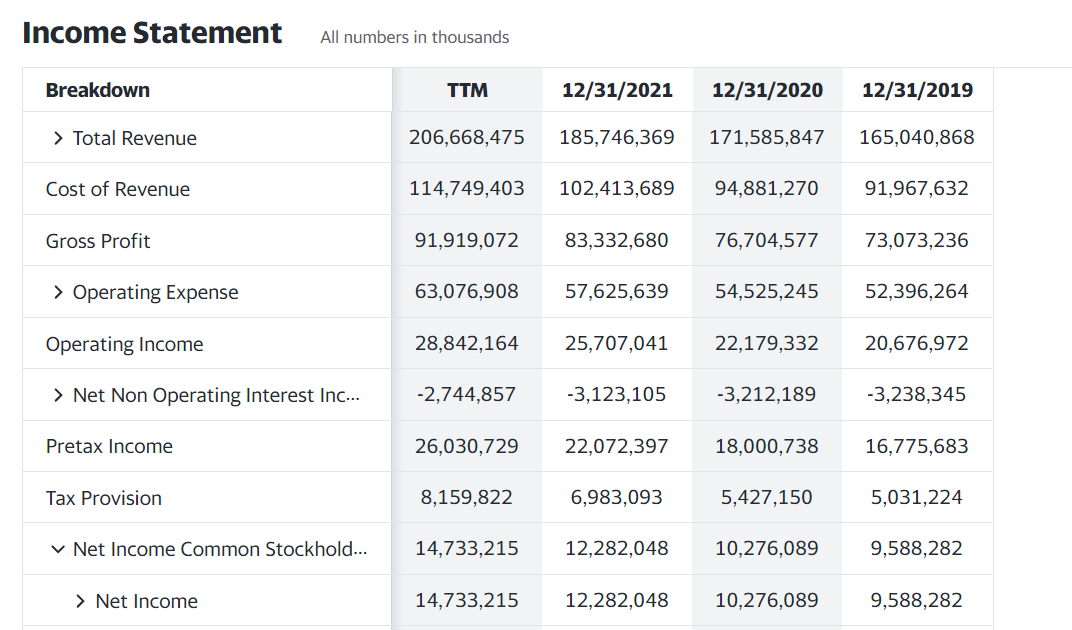 Income Statement All numbers in thousands
Breakdown TTM 12/31/2021 12/31/2020 12/31/2019
Total Revenue 206,668,475 185,746,369 171,585,847 165,040,868
Cost of Revenue 114,749,403 102,413,689 94,881,270 91,967,632
Gross Profit 91,919,072 83,332,680 76,704,577 73,073,236
Operating Expense 63,076,908 57,625,639 54,525,245 52,396,264
Operating Income 28,842,164 25,707,041 22,179,332 20,676,972
Net Non Operating Interest Inc... -2,744,857 -3,123,105 -3,212,189 -3,238,345
Pretax Income 26,030,729 22,072,397 18,000,738 16,775,683
Tax Provision 8,159,822 6,983,093 5,427,150 5,031,224
Net Income Common Stockhold... 14,733,215 12,282,048 10,276,089 9,588,282
Net Income 14,733,215 12,282,048 10,276,089 9,588,282